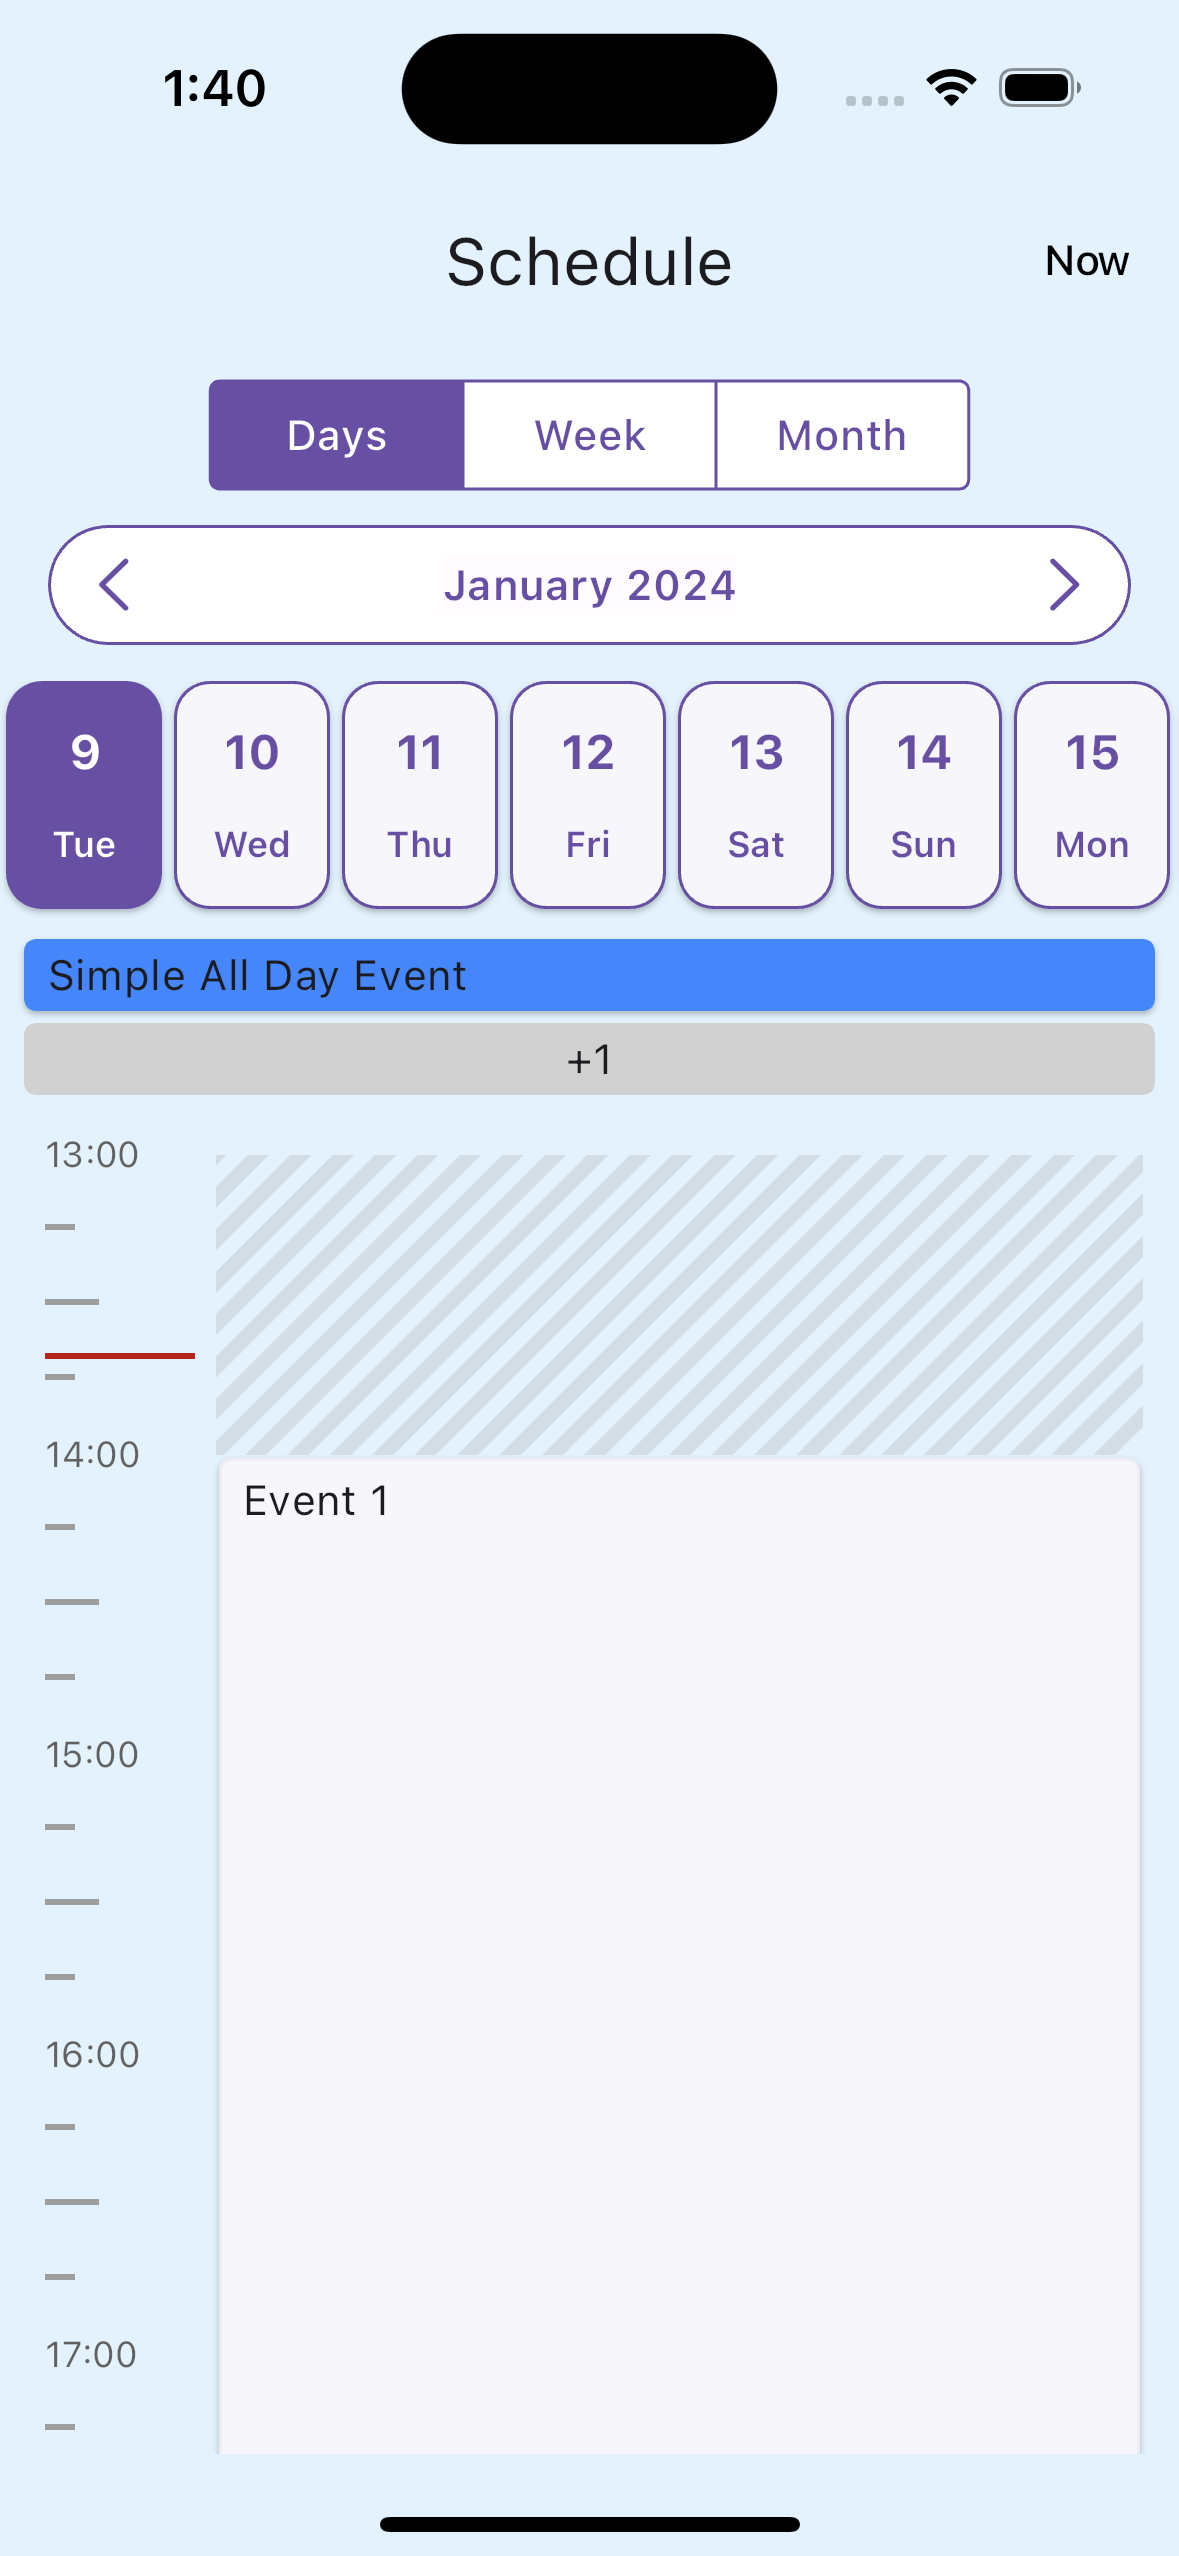 1:40
Schedule
Now
Days Week Month
January 2024
9 10 11 12 13 14 15
Tue Wed Thu Fri Sat Sun Mon
Simple All Day Event
+1
13:00
14:00
Event 1
15:00
16:00
17:00